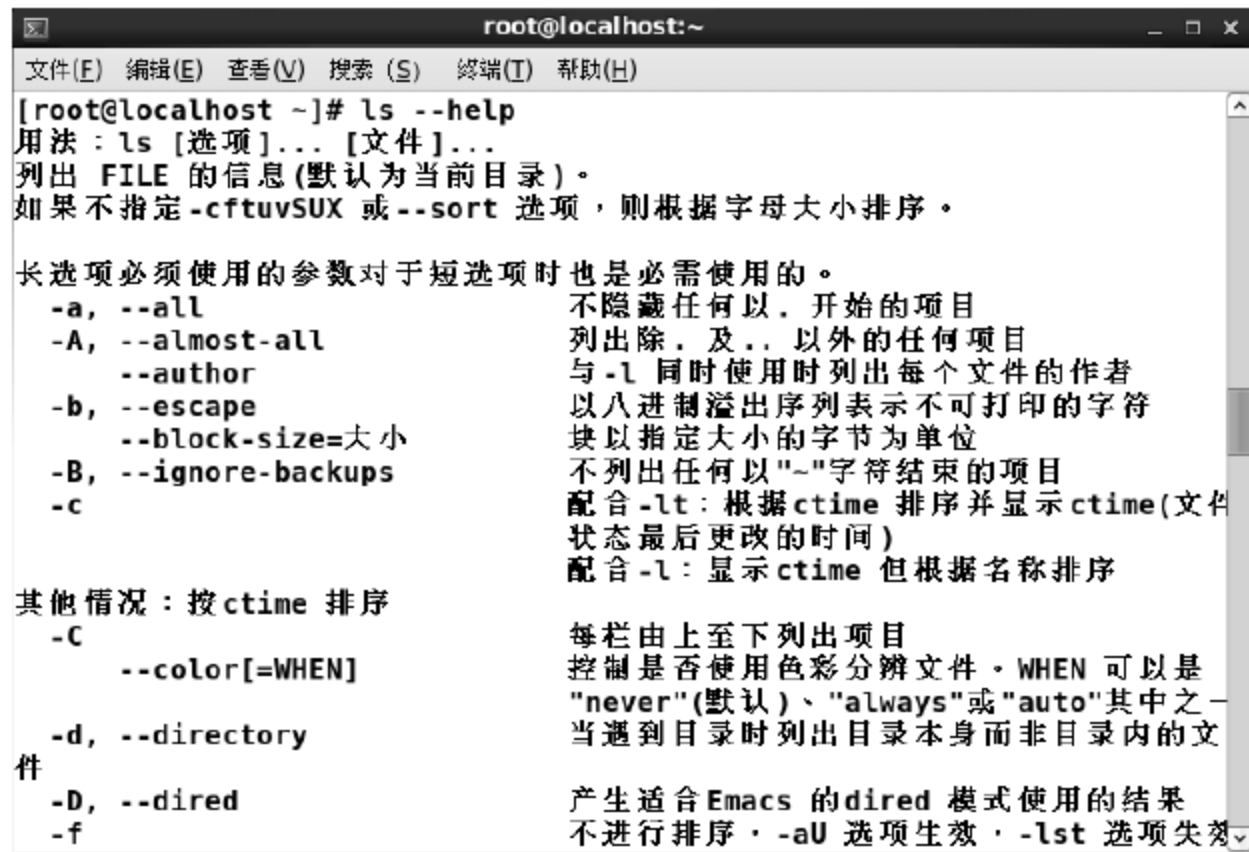 root@localhost:~
文件(F) 编辑(E) 查看(V) 搜索 (S) 终端(T) 帮助(H)
[root@localhost ~]# ls --help
用法：ls [选项]... [文件]...
列出 FILE 的信息(默认为当前目录)。
如果不指定-cftuvSUX 或--sort 选项，则根据字母大小排序。
长选项必须使用的参数对于短选项时也是必需使用的。
-a, --all 不隐藏任何以. 开始的项目
-A, --almost-all 列出除. 及.. 以外的任何项目
--author 与-l 同时使用时列出每个文件的作者
-b, --escape 以八进制溢出序列表示不可打印的字符
--block-size=大小 块以指定大小的字节为单位
-B, --ignore-backups 不列出任何以"~"字符结束的项目
-c 配合-lt：根据ctime 排序并显示ctime(文件
状态最后更改的时间)
配合-l：显示ctime 但根据名称排序
其他情况：按ctime 排序
-C 每栏由上至下列出项目
--color[=WHEN] 控制是否使用色彩分辨文件。WHEN 可以是
"never"(默认)、"always"或"auto"其中之一
-d, --directory 当遇到目录时列出目录本身而非目录内的文
件
-D, --dired 产生适合Emacs 的dired 模式使用的结果
-f 不进行排序，-aU 选项生效，-lst 选项失效